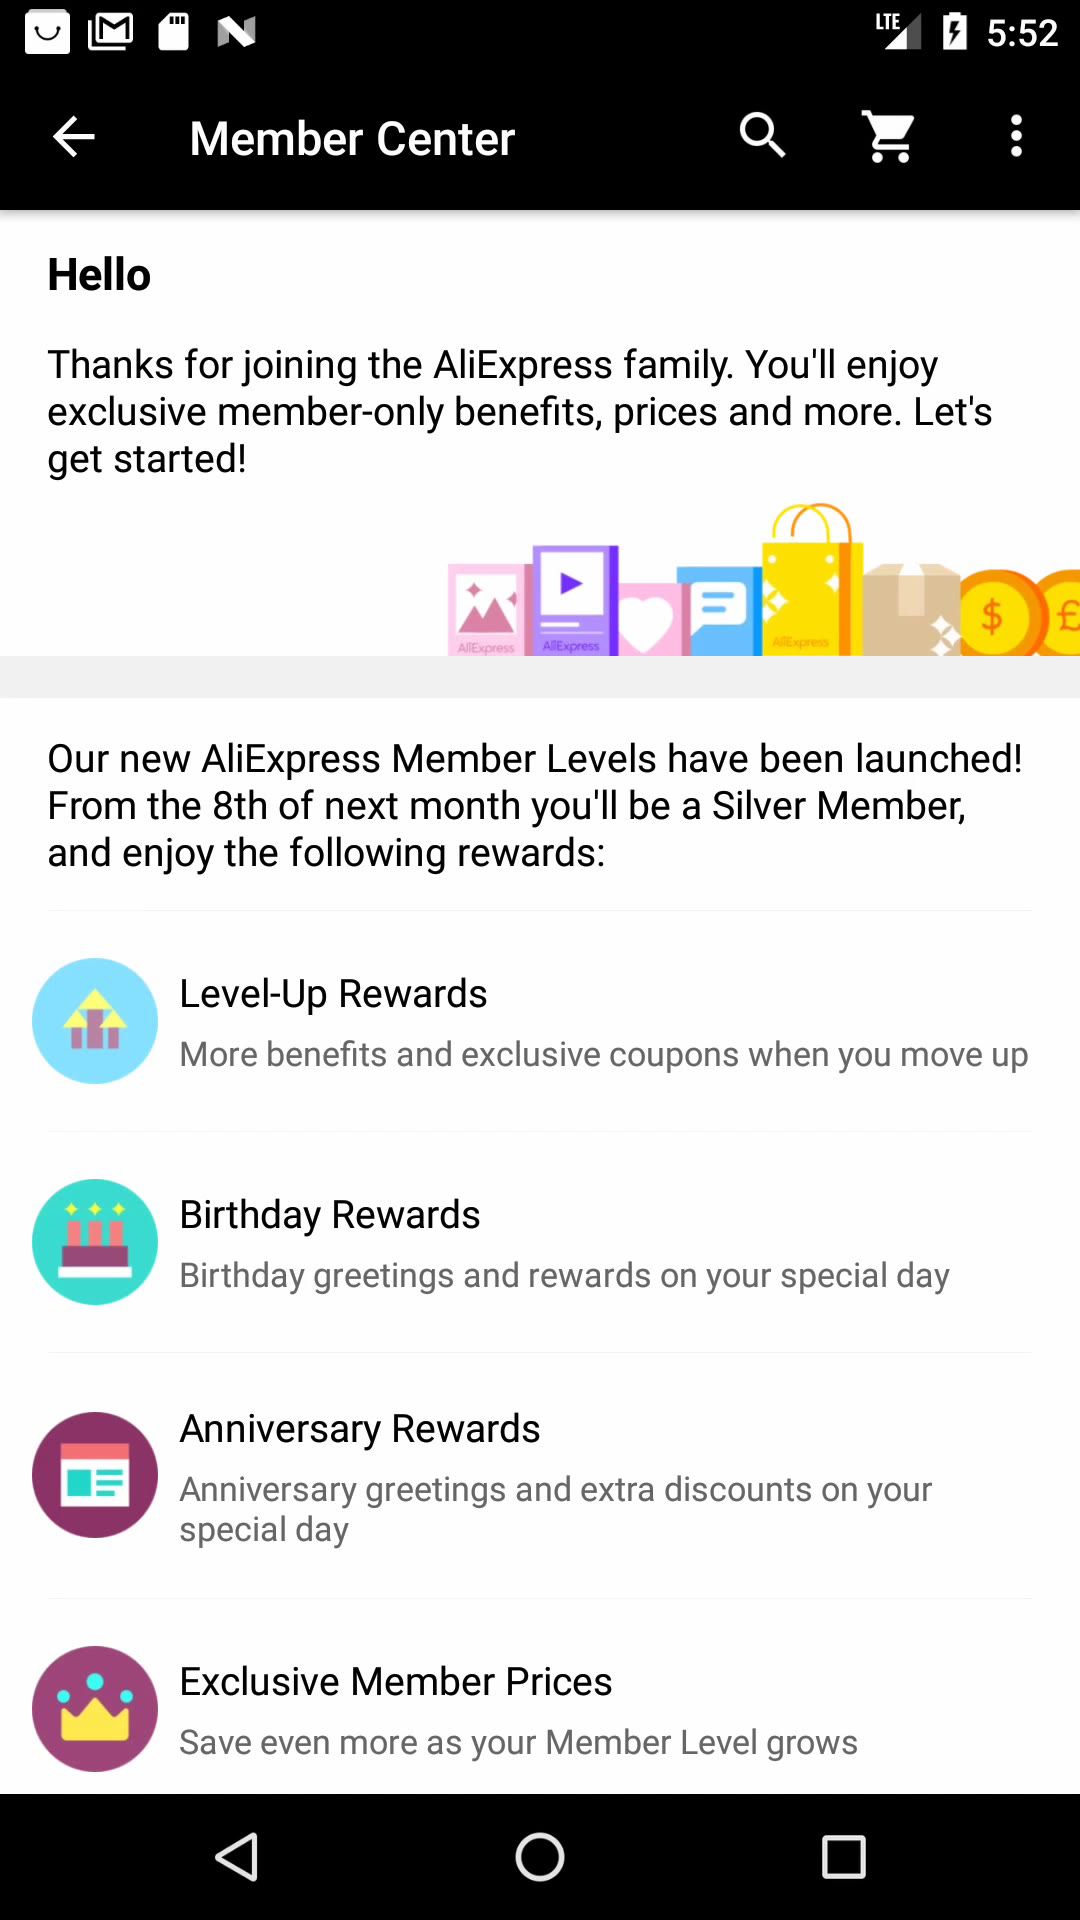 LTE 5:52
Member Center
Hello
Thanks for joining the AliExpress family. You'll enjoy
exclusive member-only benefits, prices and more. Let's
get started!
AliExpress AliExpress AliExpress $ £
Our new AliExpress Member Levels have been launched!
From the 8th of next month you'll be a Silver Member,
and enjoy the following rewards:
Level-Up Rewards
More benefits and exclusive coupons when you move up
Birthday Rewards
Birthday greetings and rewards on your special day
Anniversary Rewards
Anniversary greetings and extra discounts on your
special day
Exclusive Member Prices
Save even more as your Member Level grows